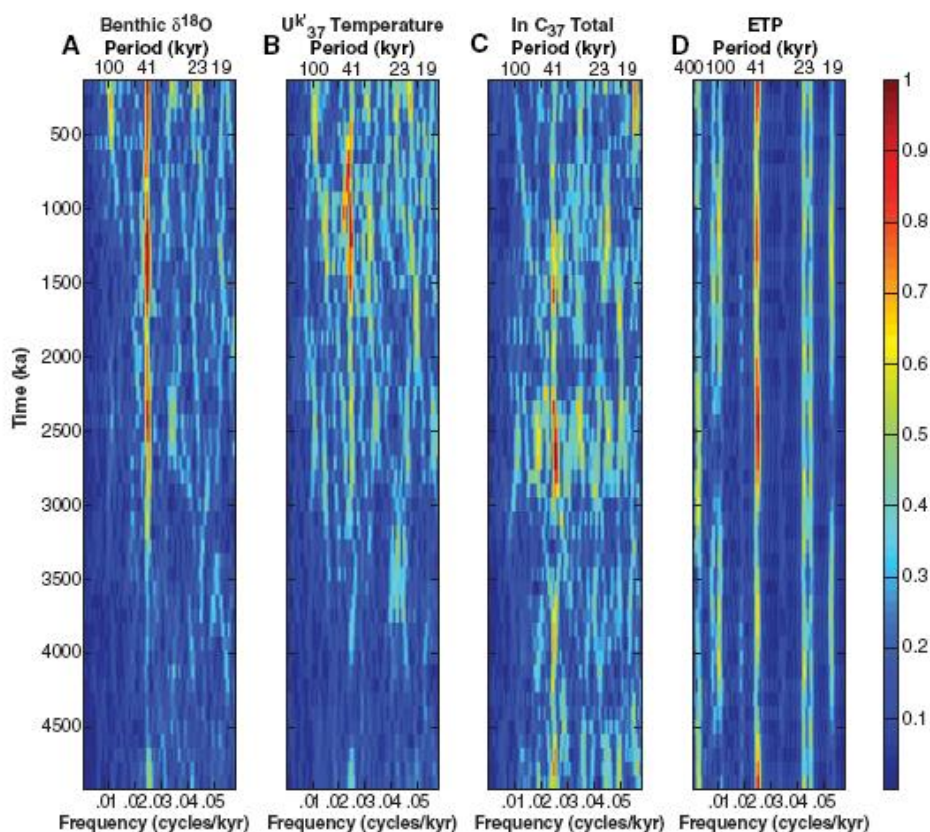 Benthic δ18O
Uk'37 Temperature
In C37 Total
ETP
A
Period (kyr)
B
Period (kyr)
C
Period (kyr)
D
Period (kyr)
100 41 23 19
100 41 23 19
100 41 23 19
400 100 41 23 19
Time (ka)
500
1000
1500
2000
2500
3000
3500
4000
4500
.01 .02 .03 .04 .05
.01 .02 .03 .04 .05
.01 .02 .03 .04 .05
.01 .02 .03 .04 .05
Frequency (cycles/kyr)
Frequency (cycles/kyr)
Frequency (cycles/kyr)
Frequency (cycles/kyr)
1
0.9
0.8
0.7
0.6
0.5
0.4
0.3
0.2
0.1